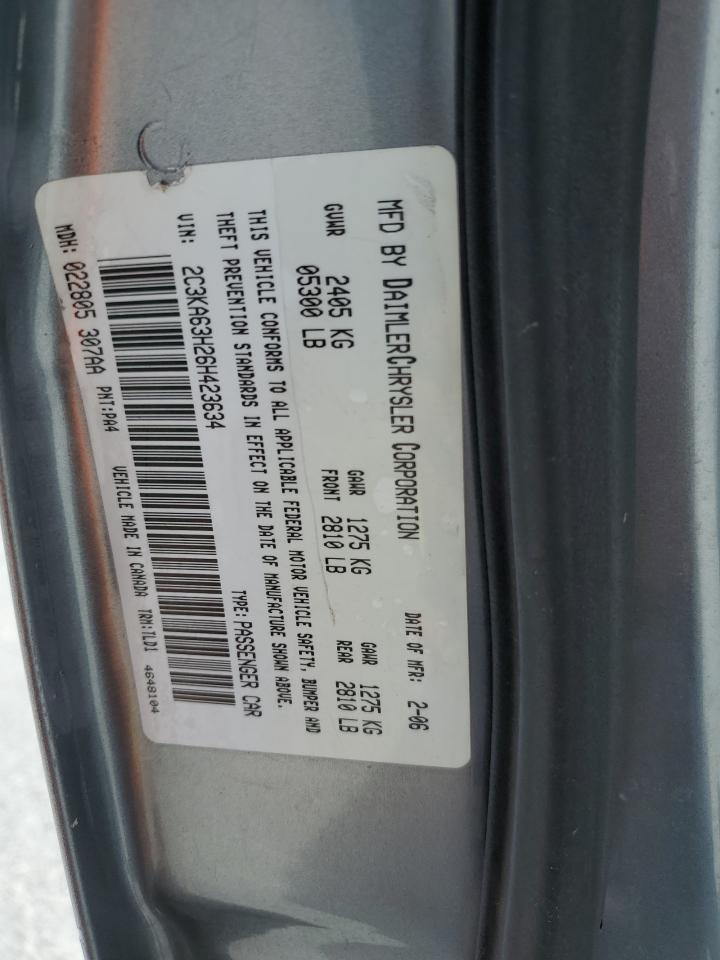 MFD BY DAIMLERCHRYSLER CORPORATION
DATE OF MFR: 2-06
GVWR 2405 KG
05300 LB
GAWR 1275 KG
FRONT 2810 LB
GAWR 1275 KG
REAR 2810 LB
THIS VEHICLE CONFORMS TO ALL APPLICABLE FEDERAL MOTOR VEHICLE SAFETY, BUMPER AND
THEFT PREVENTION STANDARDS IN EFFECT ON THE DATE OF MANUFACTURE SHOWN ABOVE.
VIN: 2C3KA63H26H423634
TYPE: PASSENGER CAR
VEHICLE MADE IN CANADA TRM:TLD1 4648104
MDH: 022805 307AA PNT:PA4